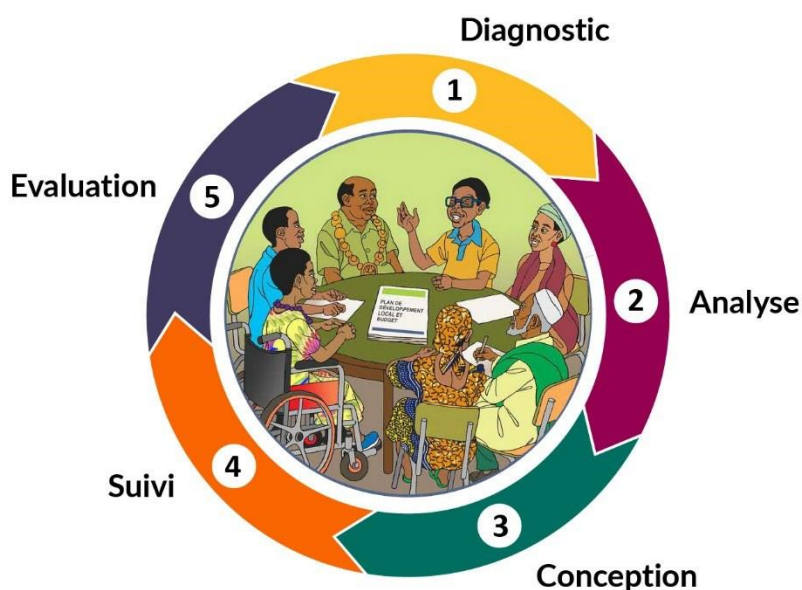 Diagnostic
1
Analyse
2
Conception
3
Suivi
4
Evaluation
5
PLAN DE
DÉVELOPPEMENT
LOCAL ET
BUDGET